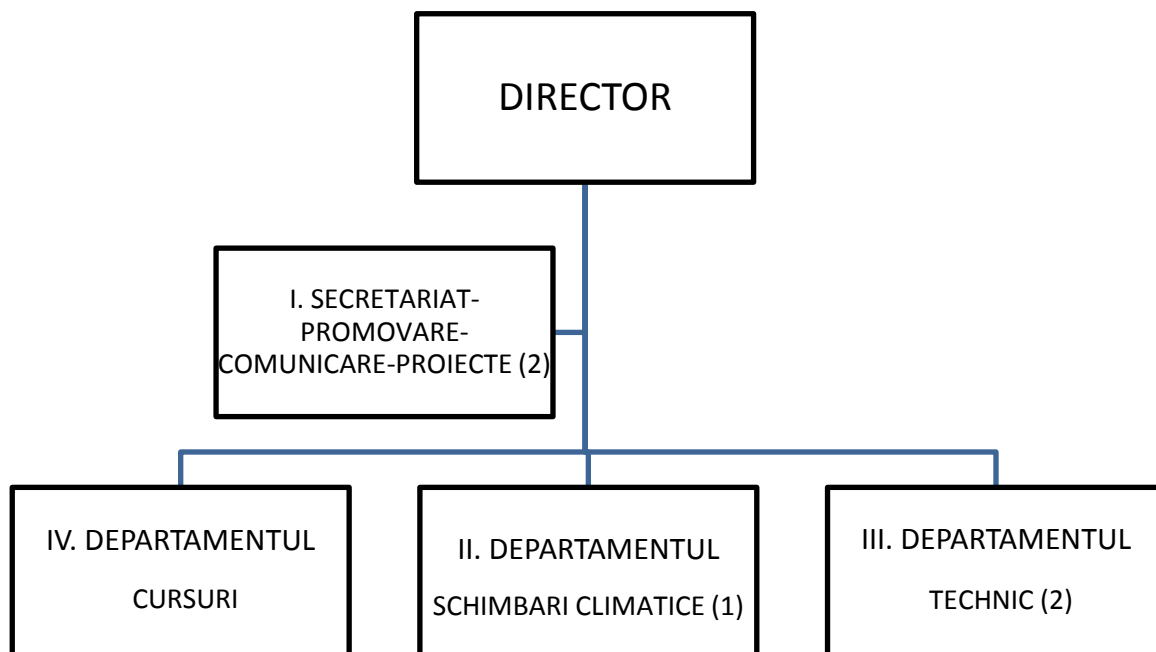 DIRECTOR
I. SECRETARIAT-
PROMOVARE-
COMUNICARE-PROIECTE (2)
IV. DEPARTAMENTUL
CURSURI
II. DEPARTAMENTUL
SCHIMBARI CLIMATICE (1)
III. DEPARTAMENTUL
TECHNIC (2)